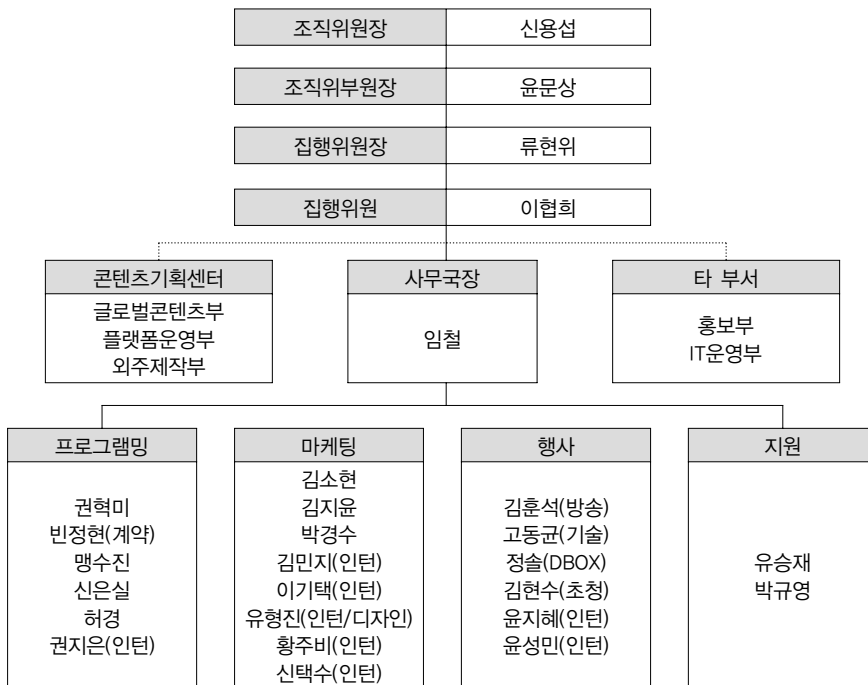 조직위원장 신용섭
조직위부원장 윤문상
집행위원장 류현위
집행위원 이협희
콘텐츠기획센터
글로벌콘텐츠부
플랫폼운영부
외주제작부
사무국장
임철
타 부서
홍보부
IT운영부
프로그램밍
권혁미
빈정현(계약)
맹수진
신은실
허경
권지은(인턴)
마케팅
김소현
김지윤
박경수
김민지(인턴)
이기택(인턴)
유형진(인턴/디자인)
황주비(인턴)
신택수(인턴)
행사
김훈석(방송)
고동균(기술)
정솔(DBOX)
김현수(초청)
윤지혜(인턴)
윤성민(인턴)
지원
유승재
박규영